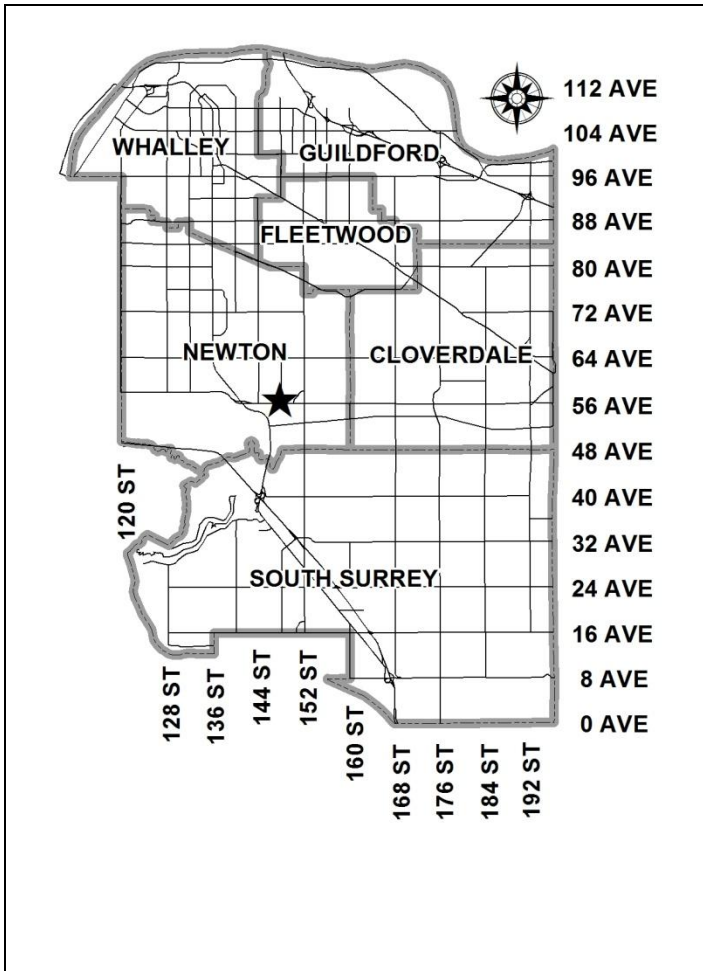 112 AVE
104 AVE
WHALLEY
GUILDFORD
96 AVE
88 AVE
FLEETWOOD
80 AVE
72 AVE
NEWTON
CLOVERDALE
64 AVE
56 AVE
48 AVE
120 ST
40 AVE
32 AVE
SOUTH SURREY
24 AVE
16 AVE
128 ST
136 ST
144 ST
152 ST
160 ST
8 AVE
0 AVE
168 ST
176 ST
184 ST
192 ST